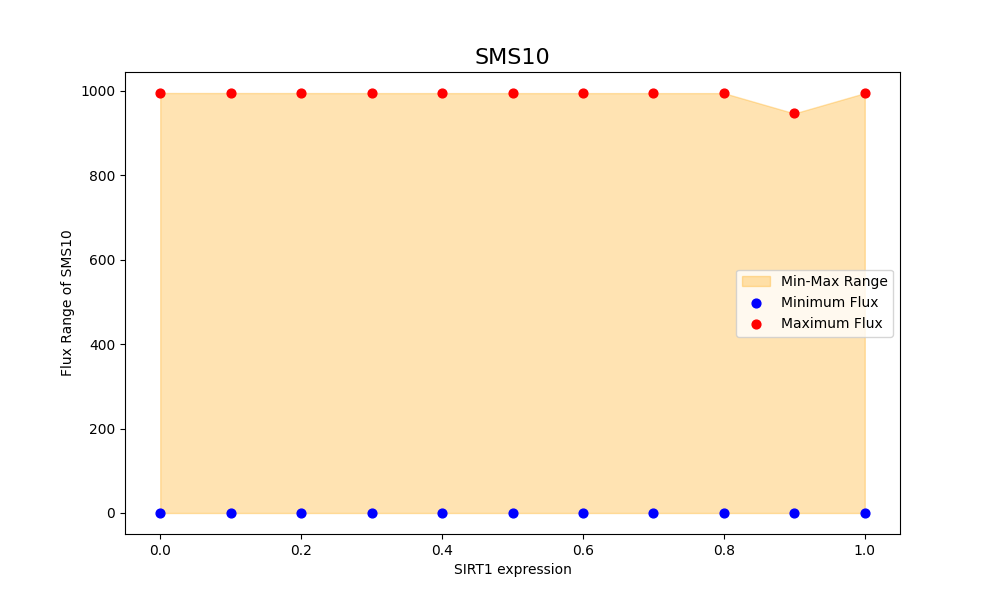 SMS10
1000
800
600
400
200
0
Flux Range of SMS10
Min-Max Range
Minimum Flux
Maximum Flux
0.0 0.2 0.4 0.6 0.8 1.0
SIRT1 expression